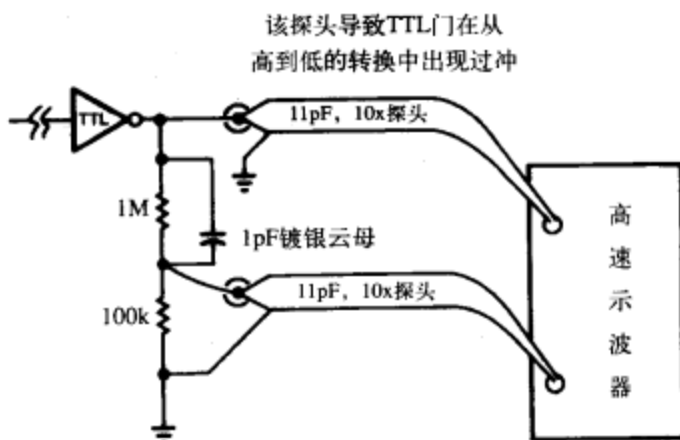 该探头导致TTL门在从
高到低的转换中出现过冲
TTL
11pF，10x探头
1M
1pF镀银云母
11pF，10x探头
100k
高速示波器